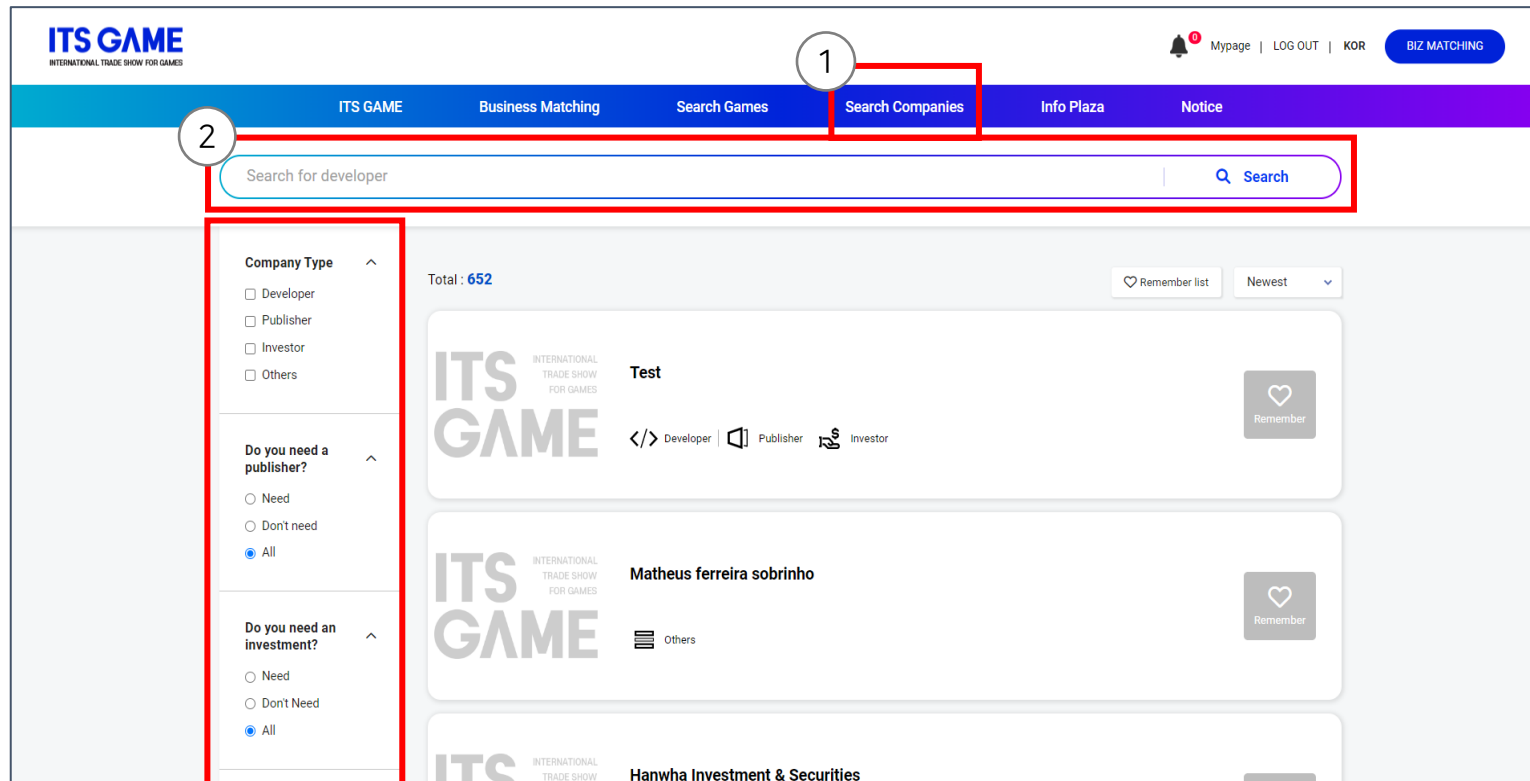 ITS GAME
INTERNATIONAL TRADE SHOW FOR GAMES
0
Mypage | LOG OUT | KOR
BIZ MATCHING
1
ITS GAME
Business Matching
Search Games
Search Companies
Info Plaza
Notice
2
Search for developer
Search
Company Type
Developer
Publisher
Investor
Others
Do you need a
publisher?
Need
Don't need
All
Do you need an
investment?
Need
Don't Need
All
Total : 652
Remember list
Newest
ITS
INTERNATIONAL
TRADE SHOW
FOR GAMES
GAME
Test
Developer | Publisher
Investor
Remember
ITS
INTERNATIONAL
TRADE SHOW
FOR GAMES
GAME
Matheus ferreira sobrinho
Others
Remember
ITS
INTERNATIONAL
TRADE SHOW
Hanwha Investment & Securities